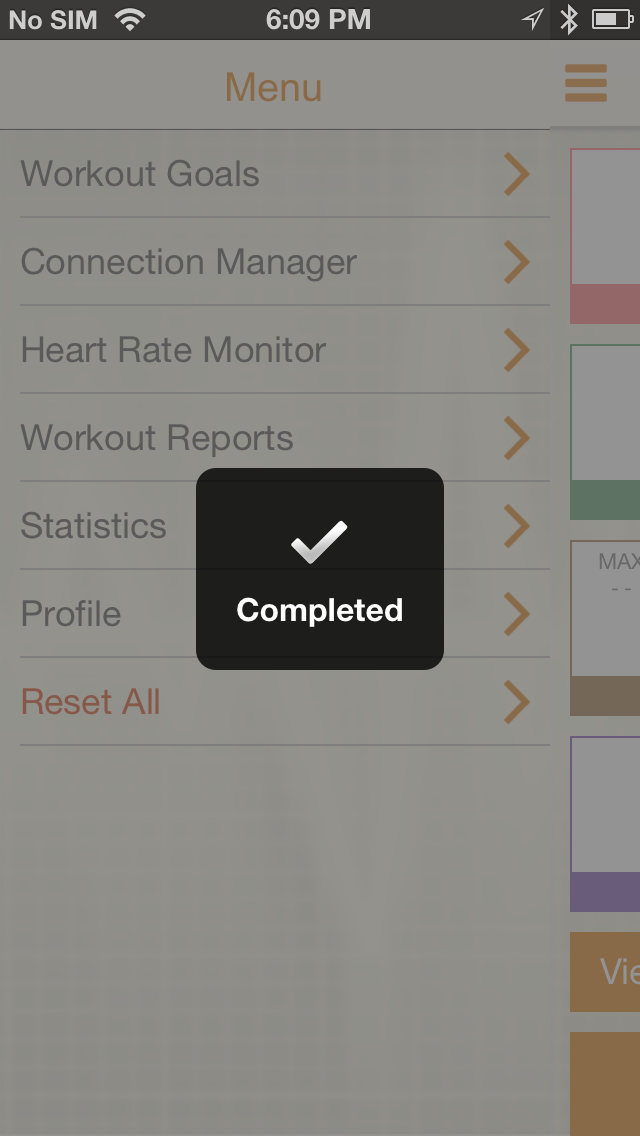 No SIM 6:09 PM
Menu
Workout Goals
Connection Manager
Heart Rate Monitor
Workout Reports
Statistics
MAX
- -
Completed
Profile
Reset All
Vie